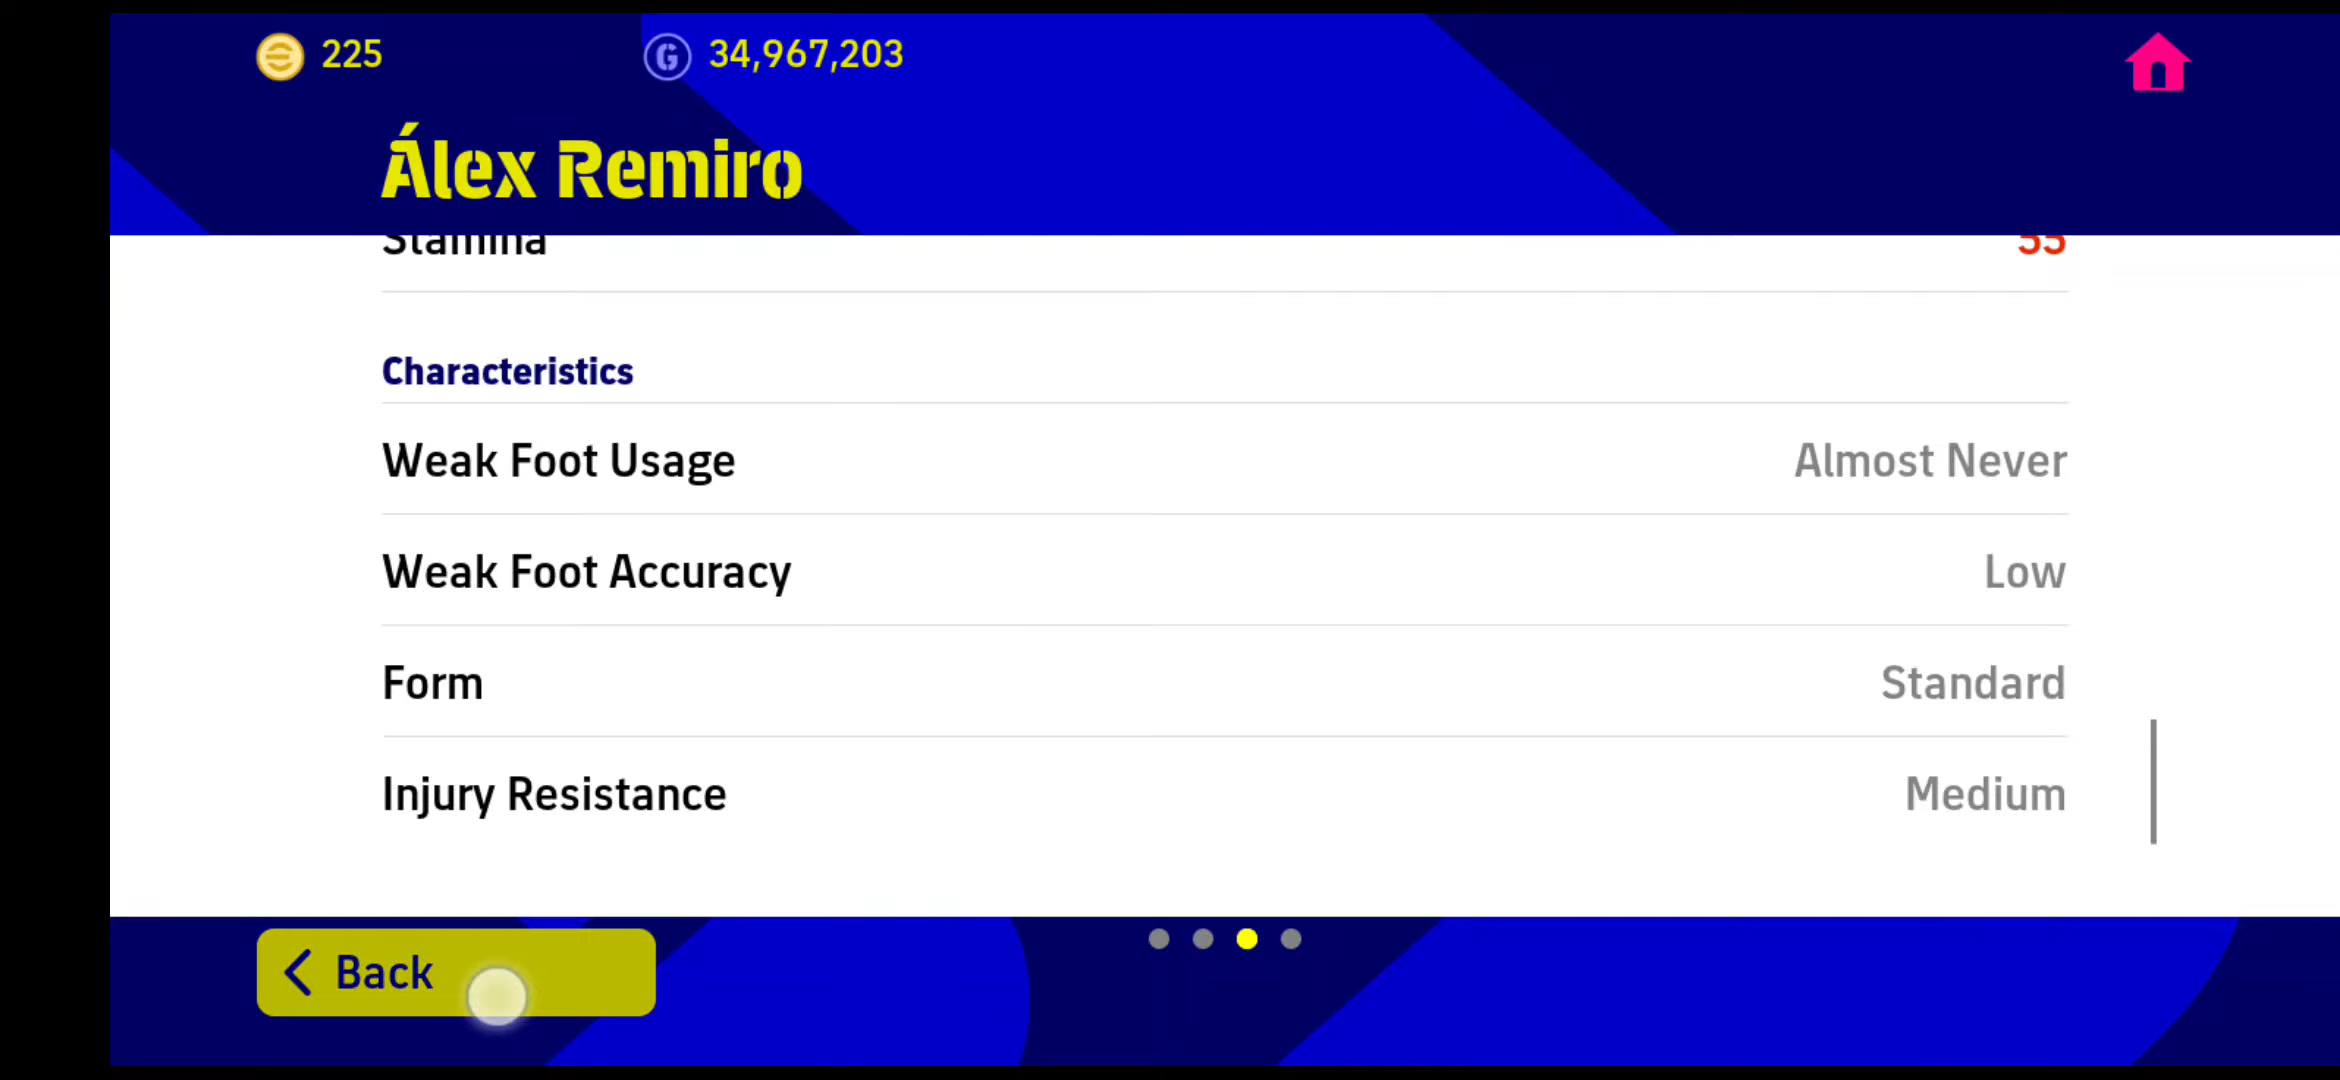 225
34,967,203
Álex Remiro
Stamina
Characteristics
Weak Foot Usage Almost Never
Weak Foot Accuracy Low
Form Standard
Injury Resistance Medium
Back